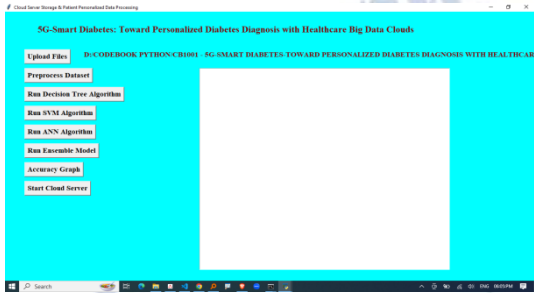 Cloud Server Storage & Patient Personalized Data Processing
5G-Smart Diabetes: Toward Personalized Diabetes Diagnosis with Healthcare Big Data Clouds
Upload Files
D:/CODEBOOK PYTHON/CB1001 - 5G-SMART DIABETES-TOWARD PERSONALIZED DIABETES DIAGNOSIS WITH HEALTHCAR
Preprocess Dataset
Run Decision Tree Algorithm
Run SVM Algorithm
Run ANN Algorithm
Run Ensemble Model
Accuracy Graph
Start Cloud Server
Search
ENG